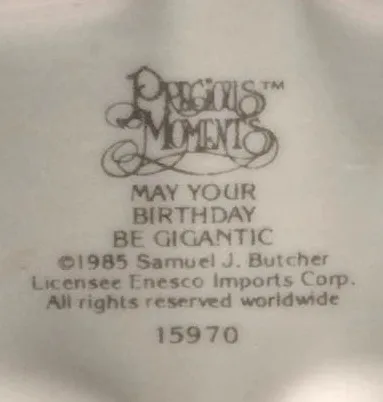 PRECIOUS™
MOMENTS
MAY YOUR
BIRTHDAY
BE GIGANTIC
©1985 Samuel J. Butcher
Licensee Enesco Imports Corp.
All rights reserved worldwide
15970